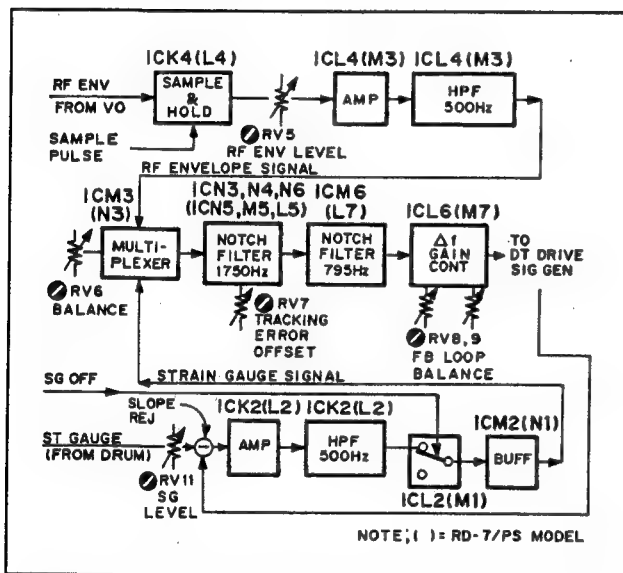 ICK4(L4)
ICL4(M3) ICL4(M3)
RF ENV
FROM VO
SAMPLE
&
HOLD
AMP
HPF
500Hz
SAMPLE
PULSE
RV5
RF ENV LEVEL
RF ENVELOPE SIGNAL
ICM3
(N3)
ICN3,N4,N6
(ICN5,M5,L5)
ICM6
(L7)
ICL6(M7)
MULTI-
PLEXER
NOTCH
FILTER
1750Hz
NOTCH
FILTER
795Hz
Δf
GAIN
CONT
TO
DT DRIVE
SIG GEN
RV6
BALANCE
RV7
TRACKING
ERROR
OFFSET
RV8,9
FB LOOP
BALANCE
SG OFF
STRAIN GAUGE SIGNAL
SLOPE
REJ
ICK2(L2) ICK2(L2)
ICM2(N1)
ST GAUGE
(FROM DRUM)
AMP
HPF
500Hz
BUFF
RV11
SG
LEVEL
ICL2(M1)
NOTE;( )= RD-7/PS MODEL